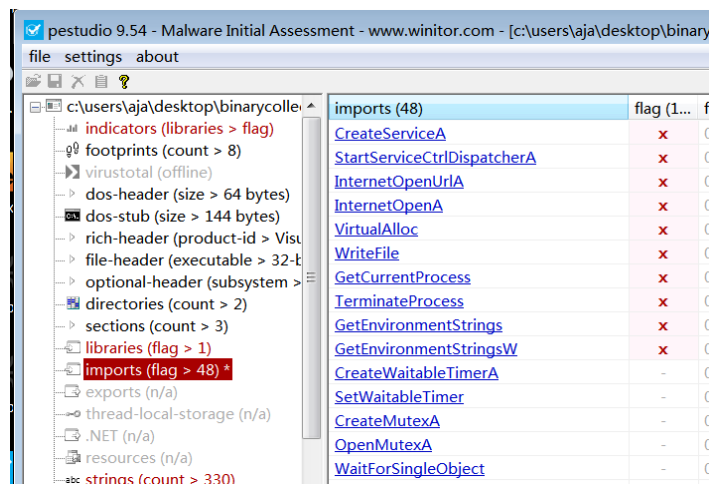 pestudio 9.54 - Malware Initial Assessment - www.winitor.com - [c:\users\aja\desktop\binary
file settings about
c:\users\aja\desktop\binarycolle
indicators (libraries > flag)
footprints (count > 8)
virustotal (offline)
dos-header (size > 64 bytes)
dos-stub (size > 144 bytes)
rich-header (product-id > Visu
file-header (executable > 32-b
optional-header (subsystem >
directories (count > 2)
sections (count > 3)
libraries (flag > 1)
imports (flag > 48) *
exports (n/a)
thread-local-storage (n/a)
.NET (n/a)
resources (n/a)
abc strings (count > 330)
imports (48) flag (1...
CreateServiceA x
StartServiceCtrlDispatcherA x
InternetOpenUrlA x
InternetOpenA x
VirtualAlloc x
WriteFile x
GetCurrentProcess x
TerminateProcess x
GetEnvironmentStrings x
GetEnvironmentStringsW x
CreateWaitableTimerA -
SetWaitableTimer -
CreateMutexA -
OpenMutexA -
WaitForSingleObject -